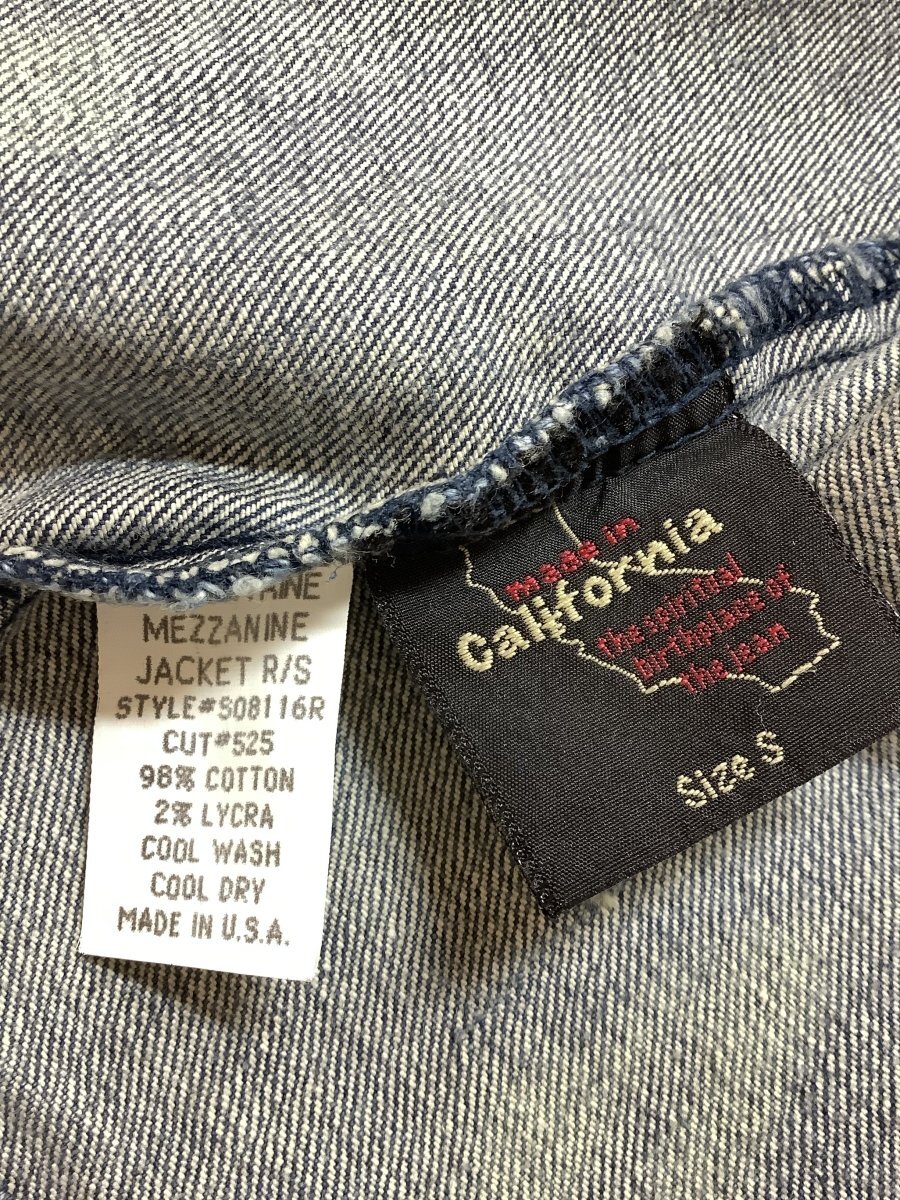 MEZZANINE
JACKET R/S
STYLE#S08116R
CUT#525
98% COTTON
2% LYCRA
COOL WASH
COOL DRY
MADE IN U.S.A.
made in
California
the spiritual
birthplace of
the jean
Size S